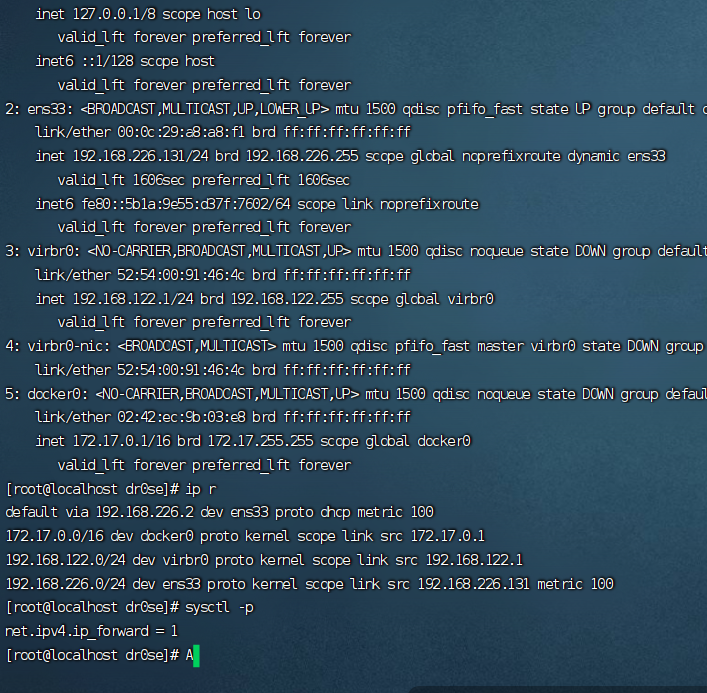 inet 127.0.0.1/8 scope host lo
valid_lft forever preferred_lft forever
inet6 ::1/128 scope host
valid_lft forever preferred_lft forever
2: ens33: <BROADCAST,MULTICAST,UP,LOWER_UP> mtu 1500 qdisc pfifo_fast state UP group default
link/ether 00:0c:29:a8:a8:f1 brd ff:ff:ff:ff:ff:ff
inet 192.168.226.131/24 brd 192.168.226.255 scope global noprefixroute dynamic ens33
valid_lft 1606sec preferred_lft 1606sec
inet6 fe80::5b1a:9e55:d37f:7602/64 scope link noprefixroute
valid_lft forever preferred_lft forever
3: virbr0: <NO-CARRIER,BROADCAST,MULTICAST,UP> mtu 1500 qdisc noqueue state DOWN group default
link/ether 52:54:00:91:46:4c brd ff:ff:ff:ff:ff:ff
inet 192.168.122.1/24 brd 192.168.122.255 scope global virbr0
valid_lft forever preferred_lft forever
4: virbr0-nic: <BROADCAST,MULTICAST> mtu 1500 qdisc pfifo_fast master virbr0 state DOWN group
link/ether 52:54:00:91:46:4c brd ff:ff:ff:ff:ff:ff
5: docker0: <NO-CARRIER,BROADCAST,MULTICAST,UP> mtu 1500 qdisc noqueue state DOWN group defaul
link/ether 02:42:ec:9b:03:e8 brd ff:ff:ff:ff:ff:ff
inet 172.17.0.1/16 brd 172.17.255.255 scope global docker0
valid_lft forever preferred_lft forever
[root@localhost dr0se]# ip r
default via 192.168.226.2 dev ens33 proto dhcp metric 100
172.17.0.0/16 dev docker0 proto kernel scope link src 172.17.0.1
192.168.122.0/24 dev virbr0 proto kernel scope link src 192.168.122.1
192.168.226.0/24 dev ens33 proto kernel scope link src 192.168.226.131 metric 100
[root@localhost dr0se]# sysctl -p
net.ipv4.ip_forward = 1
[root@localhost dr0se]# A